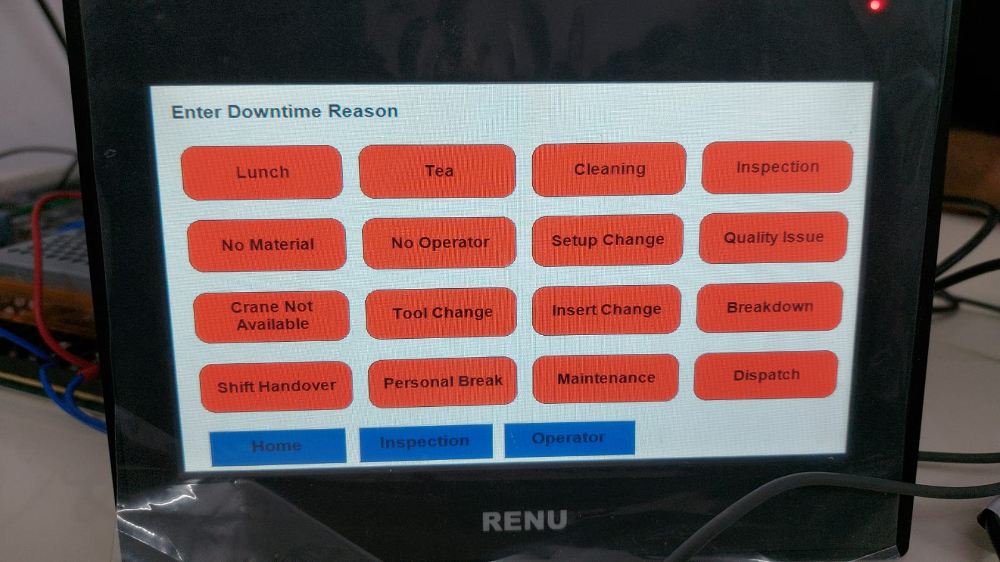 Enter Downtime Reason
Lunch
Tea
Cleaning
Inspection
No Material
No Operator
Setup Change
Quality Issue
Crane Not
Available
Tool Change
Insert Change
Breakdown
Shift Handover
Personal Break
Maintenance
Dispatch
Home
Inspection
Operator
RENU